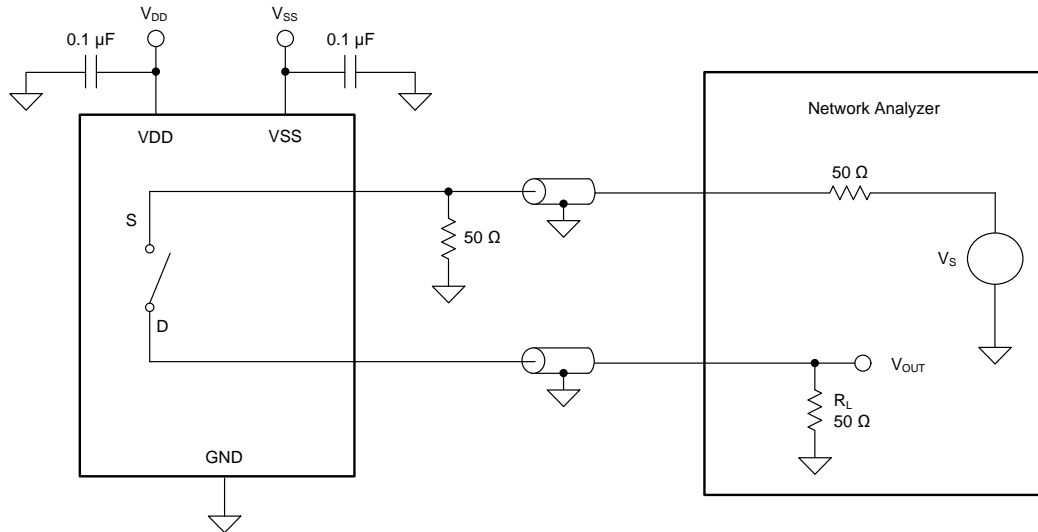 V_DD
V_SS
0.1 µF
0.1 µF
VDD
VSS
Network Analyzer
50 Ω
S
50 Ω
V_S
D
V_OUT
R_L
50 Ω
GND